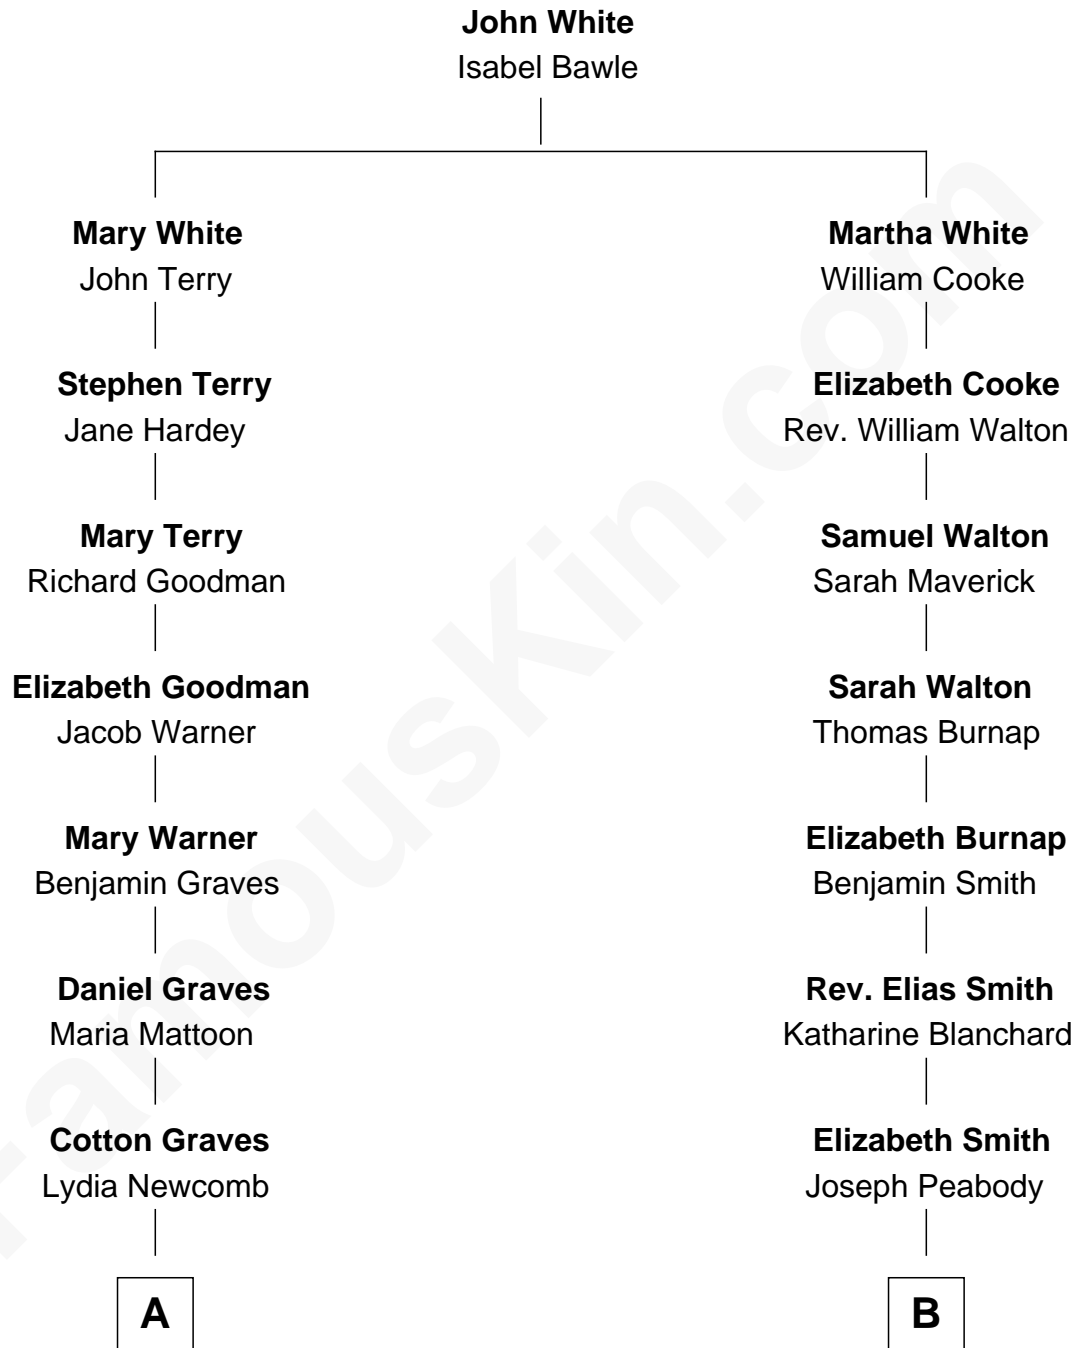 John White
Isabel Bawle
Mary White
John Terry
Stephen Terry
Jane Hardey
Mary Terry
Richard Goodman
Elizabeth Goodman
Jacob Warner
Mary Warner
Benjamin Graves
Daniel Graves
Maria Mattoon
Cotton Graves
Lydia Newcomb
A
Martha White
William Cooke
Elizabeth Cooke
Rev. William Walton
Samuel Walton
Sarah Maverick
Sarah Walton
Thomas Burnap
Elizabeth Burnap
Benjamin Smith
Rev. Elias Smith
Katharine Blanchard
Elizabeth Smith
Joseph Peabody
B
FamousKin.com